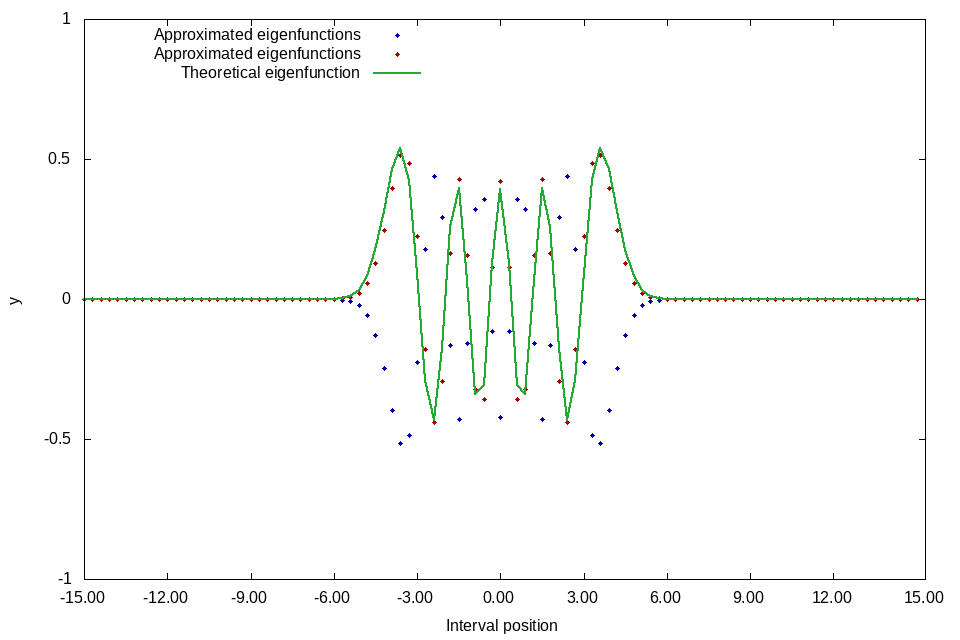 1
Approximated eigenfunctions
Approximated eigenfunctions
Theoretical eigenfunction
0.5
0
y
-0.5
-1
-15.00 -12.00 -9.00 -6.00 -3.00 0.00 3.00 6.00 9.00 12.00 15.00
Interval position